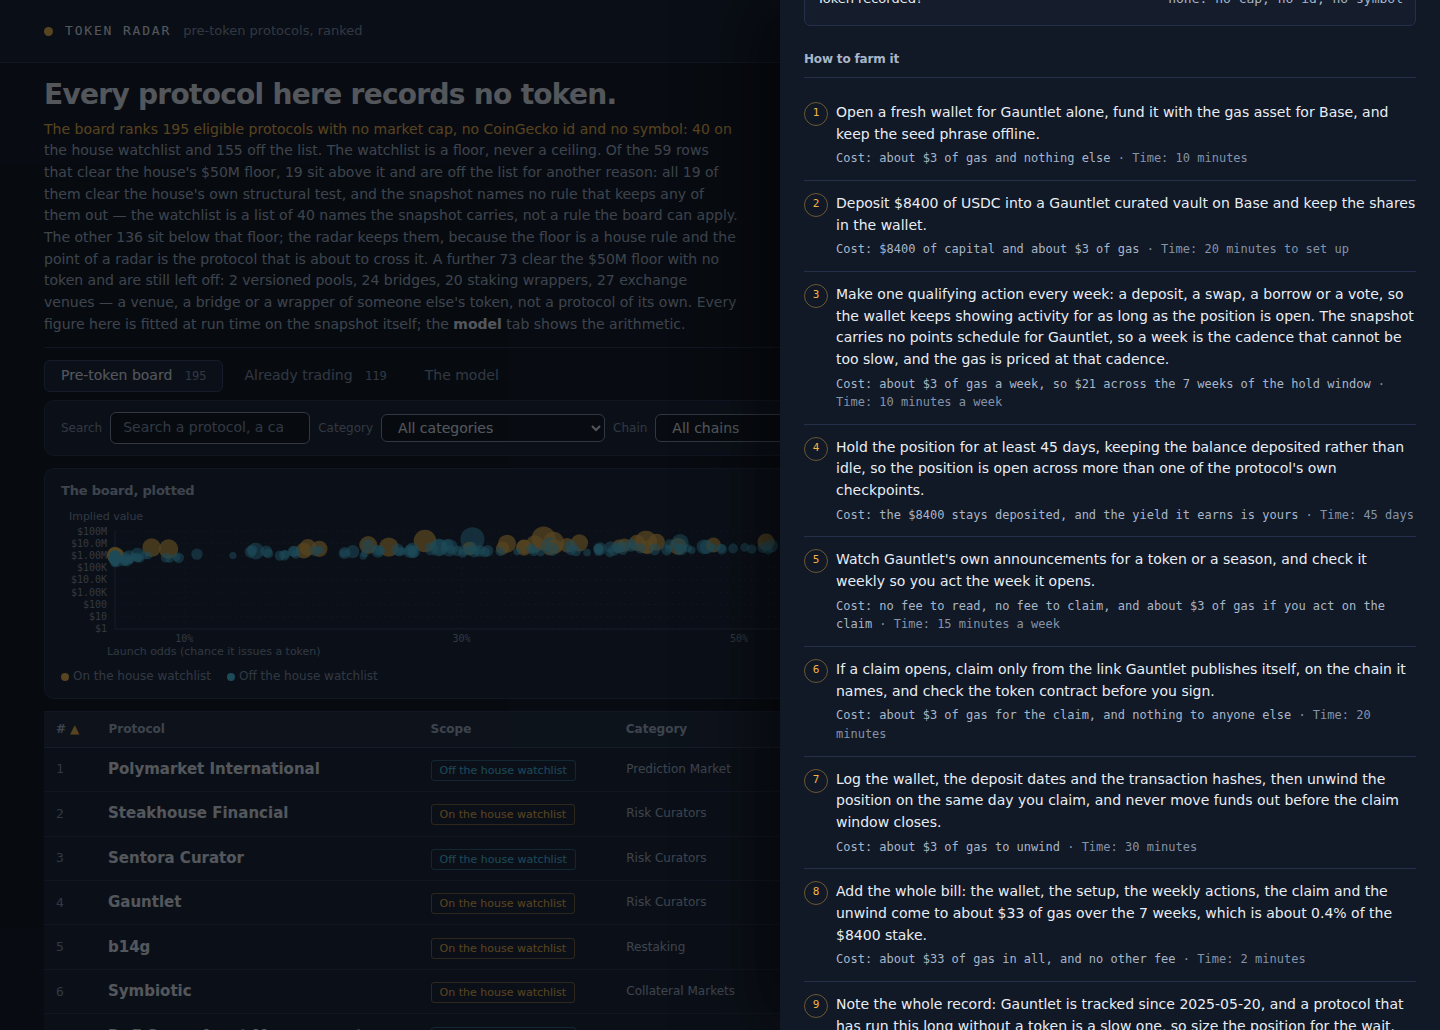 TOKEN RADAR pre-token protocols, ranked
Every protocol here records no token.
The board ranks 195 eligible protocols with no market cap, no CoinGecko id and no symbol: 40 on
the house watchlist and 155 off the list. The watchlist is a floor, never a ceiling. Of the 59 rows
that clear the house's $50M floor, 19 sit above it and are off the list for another reason: all 19 of
them clear the house's own structural test, and the snapshot names no rule that keeps any of
them out — the watchlist is a list of 40 names the snapshot carries, not a rule the board can apply.
The other 136 sit below that floor; the radar keeps them, because the floor is a house rule and the
point of a radar is the protocol that is about to cross it. A further 73 clear the $50M floor with no
token and are still left off: 2 versioned pools, 24 bridges, 20 staking wrappers, 27 exchange
venues — a venue, a bridge or a wrapper of someone else's token, not a protocol of its own. Every
figure here is fitted at run time on the snapshot itself; the model tab shows the arithmetic.
Pre-token board 195 Already trading 119 The model
Search Search a protocol, a ca Category All categories Chain All chains
The board, plotted
Implied value
$100M
$10.0M
$1.00M
$100K
$10.0K
$1.00K
$100
$10
$1
10% 30% 50%
Launch odds (chance it issues a token)
On the house watchlist Off the house watchlist
# ▲ Protocol Scope Category
1 Polymarket International Off the house watchlist Prediction Market
2 Steakhouse Financial On the house watchlist Risk Curators
3 Sentora Curator Off the house watchlist Risk Curators
4 Gauntlet On the house watchlist Risk Curators
5 b14g On the house watchlist Restaking
6 Symbiotic On the house watchlist Collateral Markets
How to farm it
1 Open a fresh wallet for Gauntlet alone, fund it with the gas asset for Base, and
keep the seed phrase offline.
Cost: about $3 of gas and nothing else · Time: 10 minutes
2 Deposit $8400 of USDC into a Gauntlet curated vault on Base and keep the shares
in the wallet.
Cost: $8400 of capital and about $3 of gas · Time: 20 minutes to set up
3 Make one qualifying action every week: a deposit, a swap, a borrow or a vote, so
the wallet keeps showing activity for as long as the position is open. The snapshot
carries no points schedule for Gauntlet, so a week is the cadence that cannot be
too slow, and the gas is priced at that cadence.
Cost: about $3 of gas a week, so $21 across the 7 weeks of the hold window ·
Time: 10 minutes a week
4 Hold the position for at least 45 days, keeping the balance deposited rather than
idle, so the position is open across more than one of the protocol's own
checkpoints.
Cost: the $8400 stays deposited, and the yield it earns is yours · Time: 45 days
5 Watch Gauntlet's own announcements for a token or a season, and check it
weekly so you act the week it opens.
Cost: no fee to read, no fee to claim, and about $3 of gas if you act on the
claim · Time: 15 minutes a week
6 If a claim opens, claim only from the link Gauntlet publishes itself, on the chain it
names, and check the token contract before you sign.
Cost: about $3 of gas for the claim, and nothing to anyone else · Time: 20
minutes
7 Log the wallet, the deposit dates and the transaction hashes, then unwind the
position on the same day you claim, and never move funds out before the claim
window closes.
Cost: about $3 of gas to unwind · Time: 30 minutes
8 Add the whole bill: the wallet, the setup, the weekly actions, the claim and the
unwind come to about $33 of gas over the 7 weeks, which is about 0.4% of the
$8400 stake.
Cost: about $33 of gas in all, and no other fee · Time: 2 minutes
9 Note the whole record: Gauntlet is tracked since 2025-05-20, and a protocol that
has run this long without a token is a slow one, so size the position for the wait.